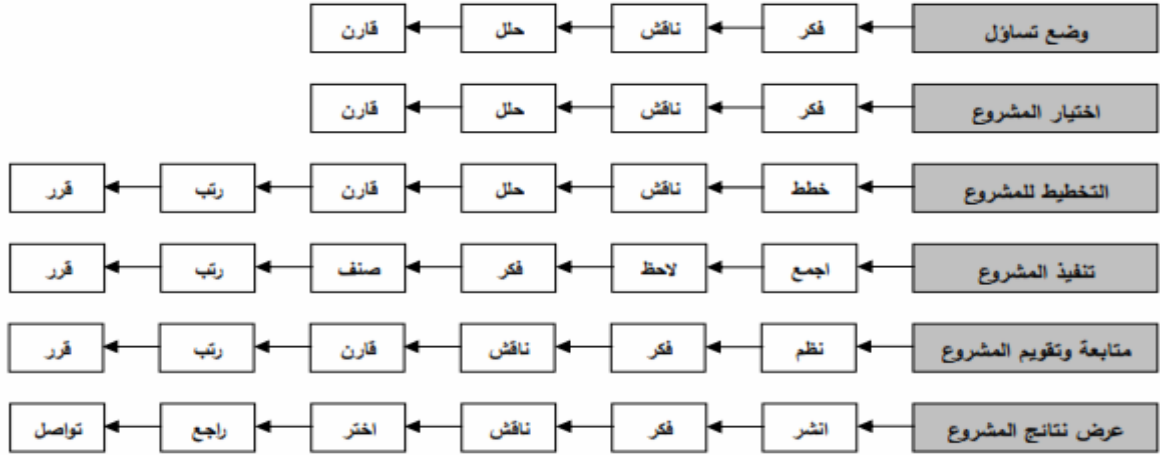 وضع تساؤل فكر ناقش حلل قارن
اختيار المشروع فكر ناقش حلل قارن
التخطيط للمشروع خطط ناقش حلل قارن رتب قرر
تنفيذ المشروع اجمع لاحظ فكر صنف رتب قرر
متابعة وتقويم المشروع نظم فكر ناقش قارن رتب قرر
عرض نتائج المشروع انشر فكر ناقش اختر راجع تواصل